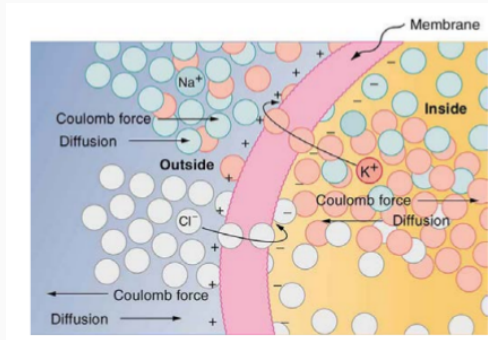 Membrane
Na⁺
Inside
Coulomb force
Diffusion
Outside
K⁺
Coulomb force
Diffusion
Cl⁻
Coulomb force
Diffusion